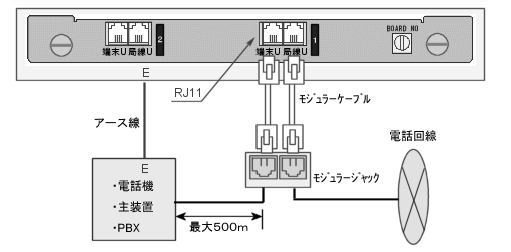 BOARD NO
2
1
端末U 局線U
端末U 局線U
E
RJ11
ﾓｼﾞｭﾗｰｹｰﾌﾞﾙ
アース線
電話回線
E
・電話機
・主装置
・PBX
ﾓｼﾞｭﾗｰｼﾞｬｯｸ
最大500m